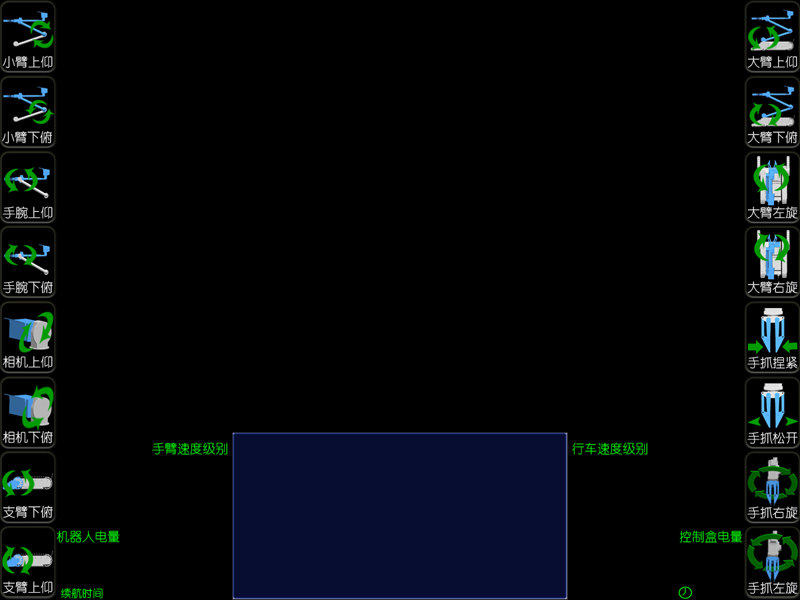 小臂上仰
大臂上仰
小臂下俯
大臂下俯
手腕上仰
大臂左旋
手腕下俯
大臂右旋
相机上仰
手抓捏紧
相机下俯
手抓松开
手臂速度级别
行车速度级别
支臂下俯
手抓右旋
机器人电量
控制盒电量
支臂上仰
手抓左旋
续航时间